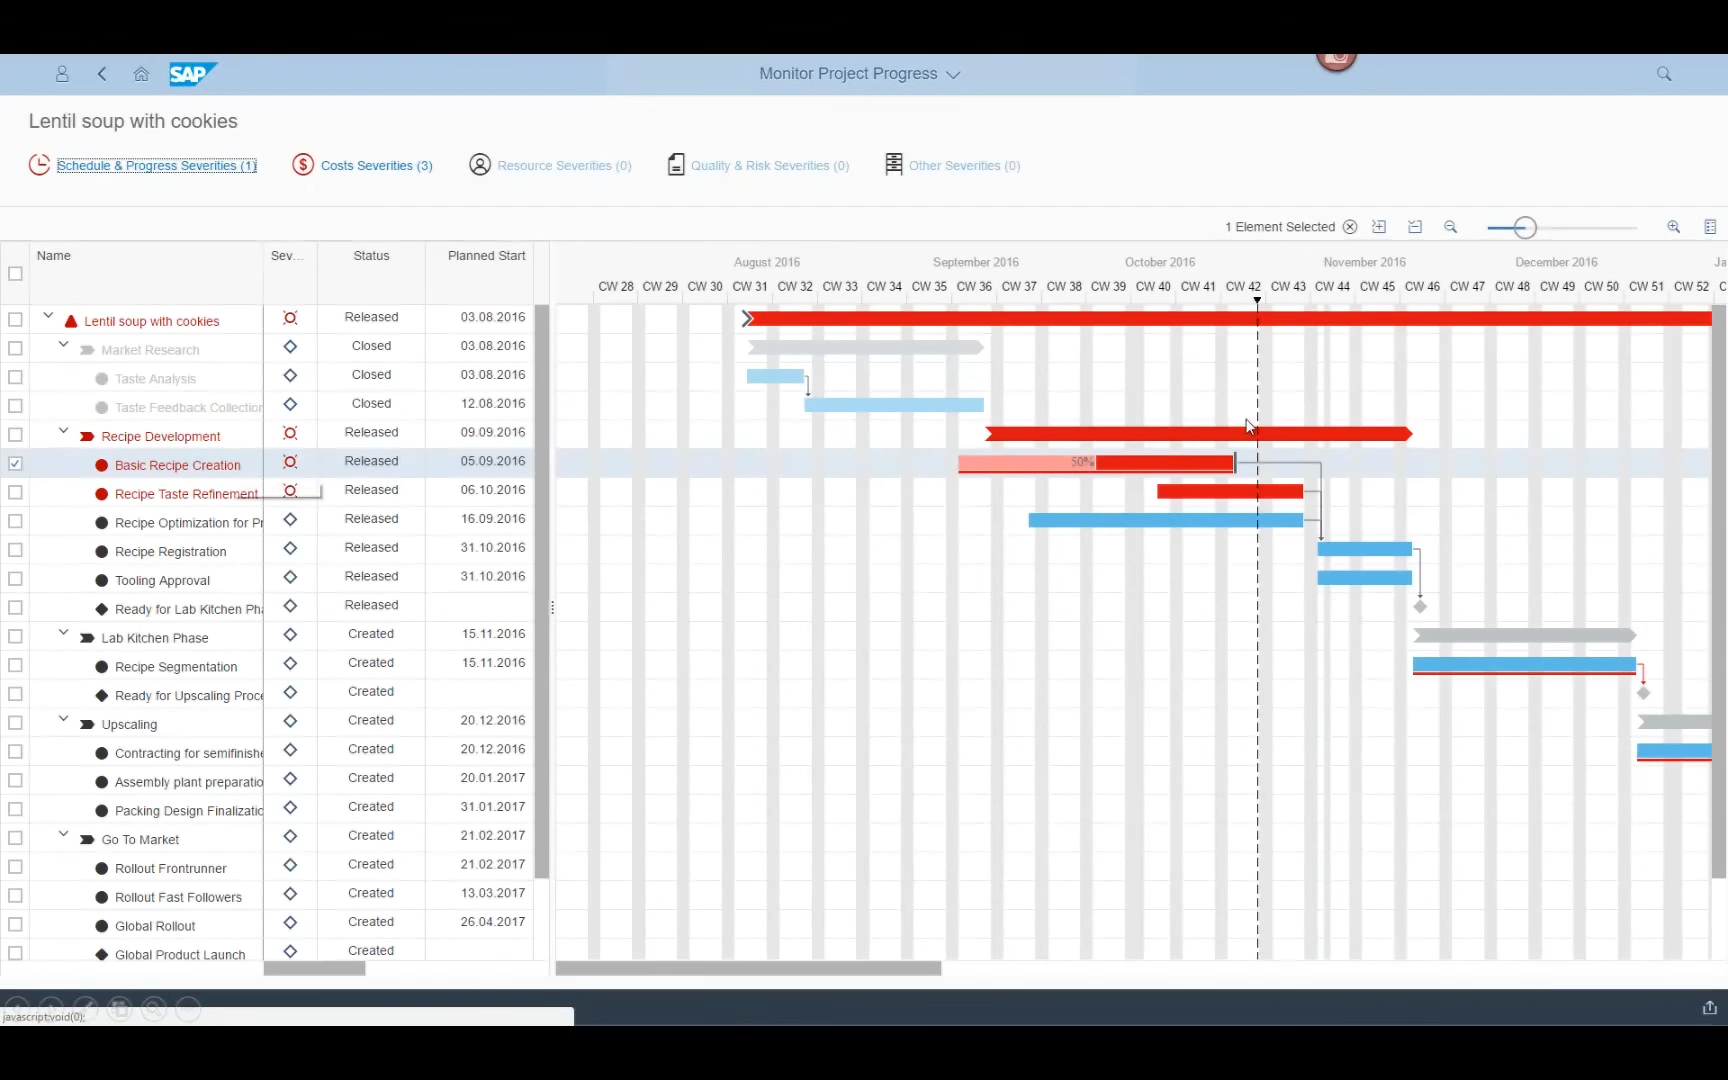 SAP
Monitor Project Progress
Lentil soup with cookies
Schedule & Progress Severities (1)
Costs Severities (3)
Resource Severities (0)
Quality & Risk Severities (0)
Other Severities (0)
1 Element Selected
Name Sev... Status Planned Start
August 2016 September 2016 October 2016 November 2016 December 2016 Ja
CW 28 CW 29 CW 30 CW 31 CW 32 CW 33 CW 34 CW 35 CW 36 CW 37 CW 38 CW 39 CW 40 CW 41 CW 42 CW 43 CW 44 CW 45 CW 46 CW 47 CW 48 CW 49 CW 50 CW 51 CW 52 C
Lentil soup with cookies Released 03.08.2016
Market Research Closed 03.08.2016
Taste Analysis Closed 03.08.2016
Taste Feedback Collection Closed 12.08.2016
Recipe Development Released 09.09.2016
Basic Recipe Creation Released 05.09.2016 50%
Recipe Taste Refinement Released 06.10.2016
Recipe Optimization for Pr Released 16.09.2016
Recipe Registration Released 31.10.2016
Tooling Approval Released 31.10.2016
Ready for Lab Kitchen Pha Released
Lab Kitchen Phase Created 15.11.2016
Recipe Segmentation Created 15.11.2016
Ready for Upscaling Proce Created
Upscaling Created 20.12.2016
Contracting for semifinishe Created 20.12.2016
Assembly plant preparatio Created 20.01.2017
Packing Design Finalizatic Created 31.01.2017
Go To Market Created 21.02.2017
Rollout Frontrunner Created 21.02.2017
Rollout Fast Followers Created 13.03.2017
Global Rollout Created 26.04.2017
Global Product Launch Created
javascript:void(0);